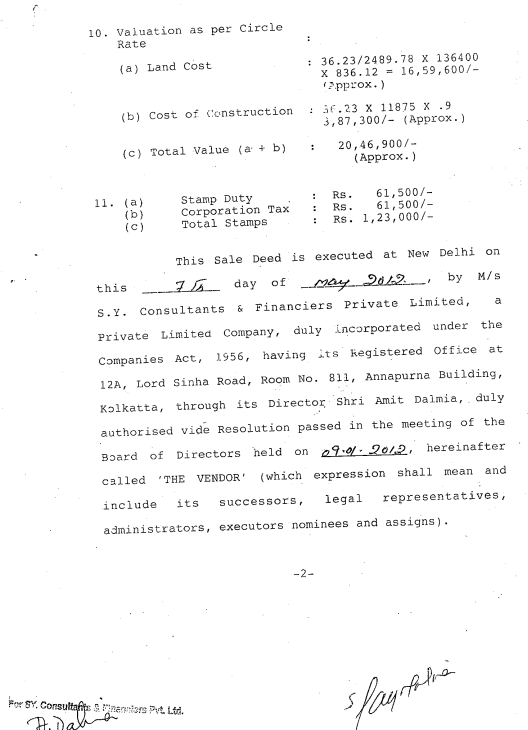 10. Valuation as per Circle
Rate :
(a) Land Cost : 36.23/2489.78 X 136400
X 836.12 = 16,59,600/-
(Approx.)
(b) Cost of Construction : 36.23 X 11875 X .9
3,87,300/- (Approx.)
(c) Total Value (a + b) : 20,46,900/-
(Approx.)
11. (a) Stamp Duty : Rs. 61,500/-
(b) Corporation Tax : Rs. 61,500/-
(c) Total Stamps : Rs. 1,23,000/-
This Sale Deed is executed at New Delhi on
this 7th day of May 2012, by M/s
S.Y. Consultants & Financiers Private Limited, a
Private Limited Company, duly incorporated under the
Companies Act, 1956, having its Registered Office at
12A, Lord Sinha Road, Room No. 811, Annapurna Building,
Kolkatta, through its Director Shri Amit Dalmia, duly
authorised vide Resolution passed in the meeting of the
Board of Directors held on 09.01.2012, hereinafter
called 'THE VENDOR' (which expression shall mean and
include its successors, legal representatives,
administrators, executors nominees and assigns).
-2-
For SY. Consultants & Financiers Pvt. Ltd.